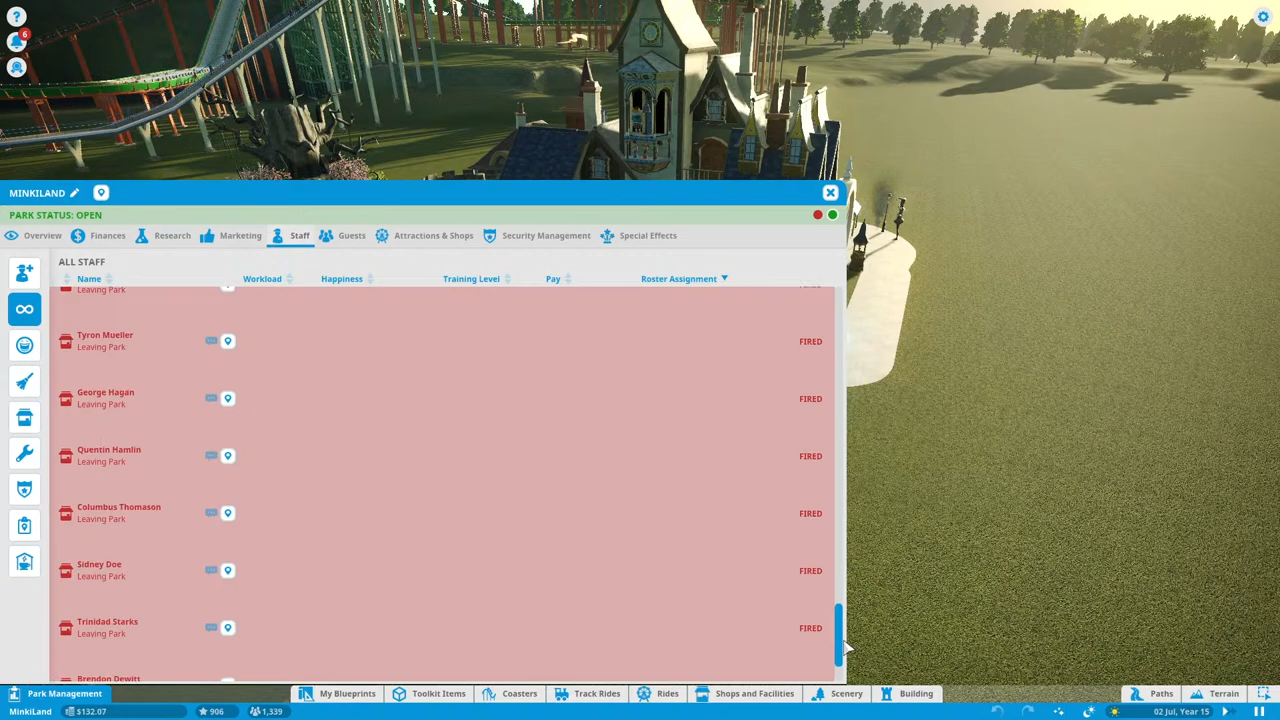 6
MINKILAND
PARK STATUS: OPEN
Overview Finances Research Marketing Staff Guests Attractions & Shops Security Management Special Effects
ALL STAFF
Name Workload Happiness Training Level Pay Roster Assignment
Leaving Park
Tyron Mueller
Leaving Park FIRED
George Hagan
Leaving Park FIRED
Quentin Hamlin
Leaving Park FIRED
Columbus Thomason
Leaving Park FIRED
Sidney Doe
Leaving Park FIRED
Trinidad Starks
Leaving Park FIRED
Brendon Dewitt
Park Management My Blueprints Toolkit Items Coasters Track Rides Rides Shops and Facilities Scenery Building Paths Terrain
MinkiLand $132.07 906 1,339 02 Jul, Year 15